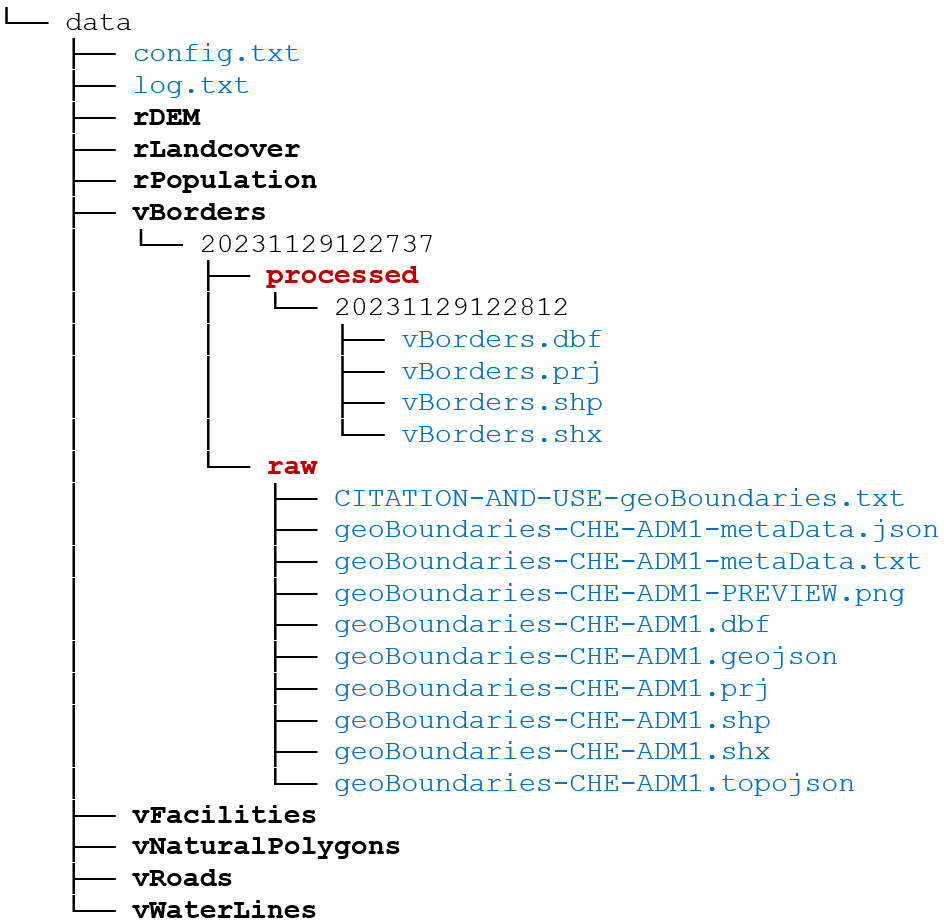 data
config.txt
log.txt
rDEM
rLandcover
rPopulation
vBorders
20231129122737
processed
20231129122812
vBorders.dbf
vBorders.prj
vBorders.shp
vBorders.shx
raw
CITATION-AND-USE-geoBoundaries.txt
geoBoundaries-CHE-ADM1-metaData.json
geoBoundaries-CHE-ADM1-metaData.txt
geoBoundaries-CHE-ADM1-PREVIEW.png
geoBoundaries-CHE-ADM1.dbf
geoBoundaries-CHE-ADM1.geojson
geoBoundaries-CHE-ADM1.prj
geoBoundaries-CHE-ADM1.shp
geoBoundaries-CHE-ADM1.shx
geoBoundaries-CHE-ADM1.topojson
vFacilities
vNaturalPolygons
vRoads
vWaterLines